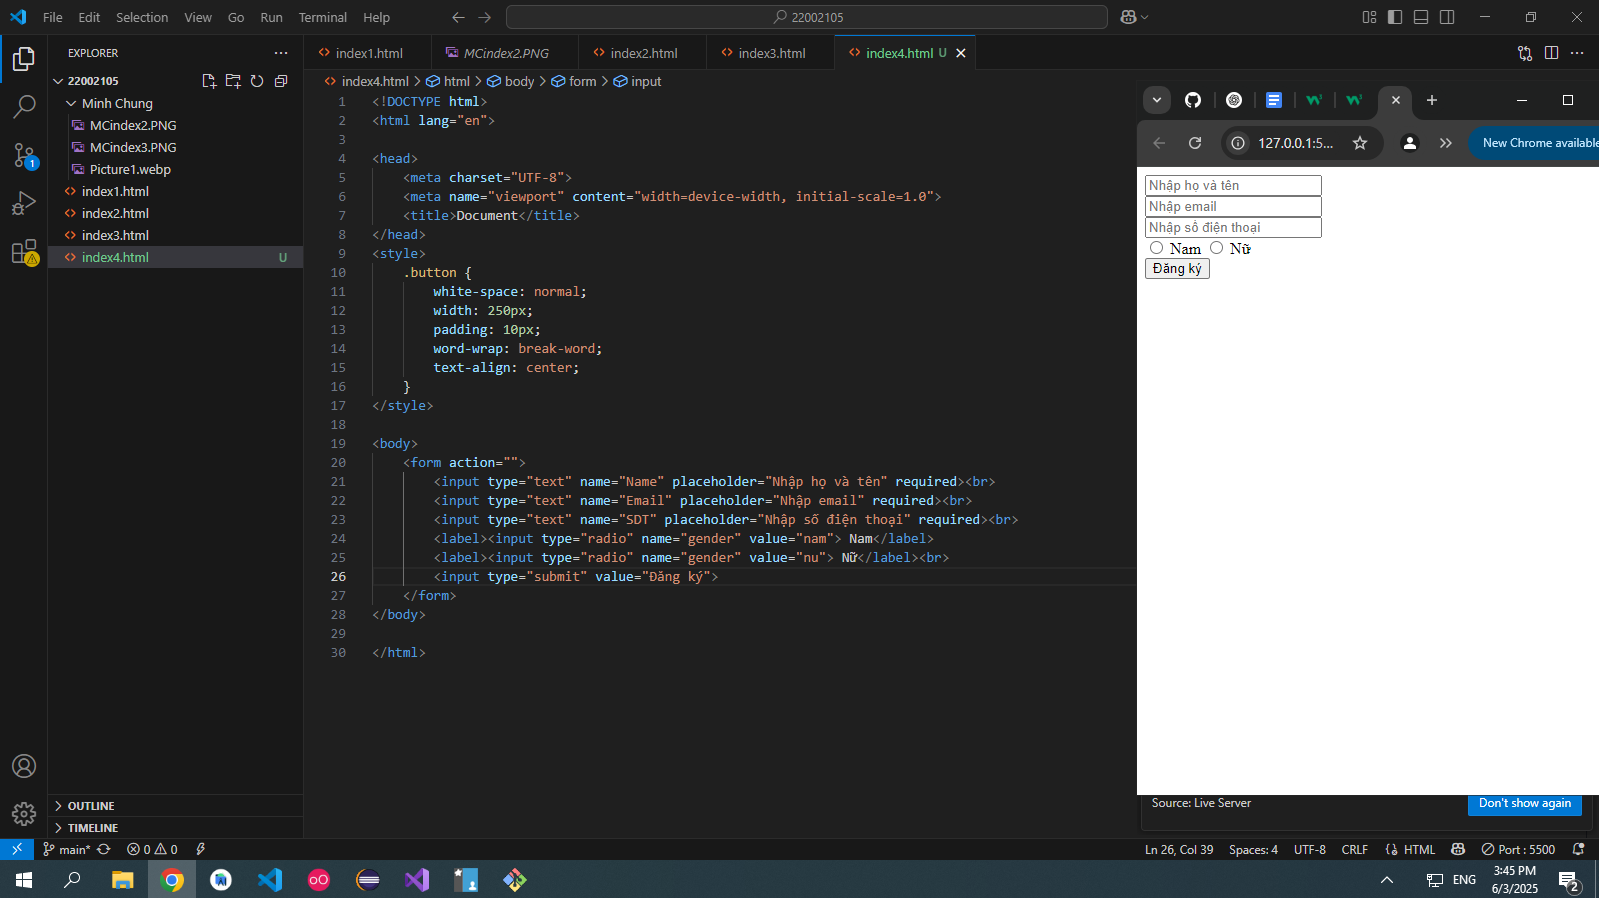 File Edit Selection View Go Run Terminal Help
22002105
EXPLORER
22002105
Minh Chung
MCindex2.PNG
MCindex3.PNG
Picture1.webp
index1.html
index2.html
index3.html
index4.html U
OUTLINE
TIMELINE
1
index1.html MCindex2.PNG index2.html index3.html index4.html U
index4.html > html > body > form > input
1 <!DOCTYPE html>
2 <html lang="en">
3
4 <head>
5 <meta charset="UTF-8">
6 <meta name="viewport" content="width=device-width, initial-scale=1.0">
7 <title>Document</title>
8 </head>
9 <style>
10 .button {
11 white-space: normal;
12 width: 250px;
13 padding: 10px;
14 word-wrap: break-word;
15 text-align: center;
16 }
17 </style>
18
19 <body>
20 <form action="">
21 <input type="text" name="Name" placeholder="Nhập họ và tên" required><br>
22 <input type="text" name="Email" placeholder="Nhập email" required><br>
23 <input type="text" name="SDT" placeholder="Nhập số điện thoại" required><br>
24 <label><input type="radio" name="gender" value="nam"> Nam</label>
25 <label><input type="radio" name="gender" value="nu"> Nữ</label><br>
26 <input type="submit" value="Đăng ký">
27 </form>
28 </body>
29
30 </html>
127.0.0.1:5... New Chrome available
Nhập họ và tên
Nhập email
Nhập số điện thoại
Nam Nữ
Đăng ký
Source: Live Server Don't show again
main* 0 0 Ln 26, Col 39 Spaces: 4 UTF-8 CRLF HTML Port : 5500
ENG 3:45 PM
6/3/2025 2